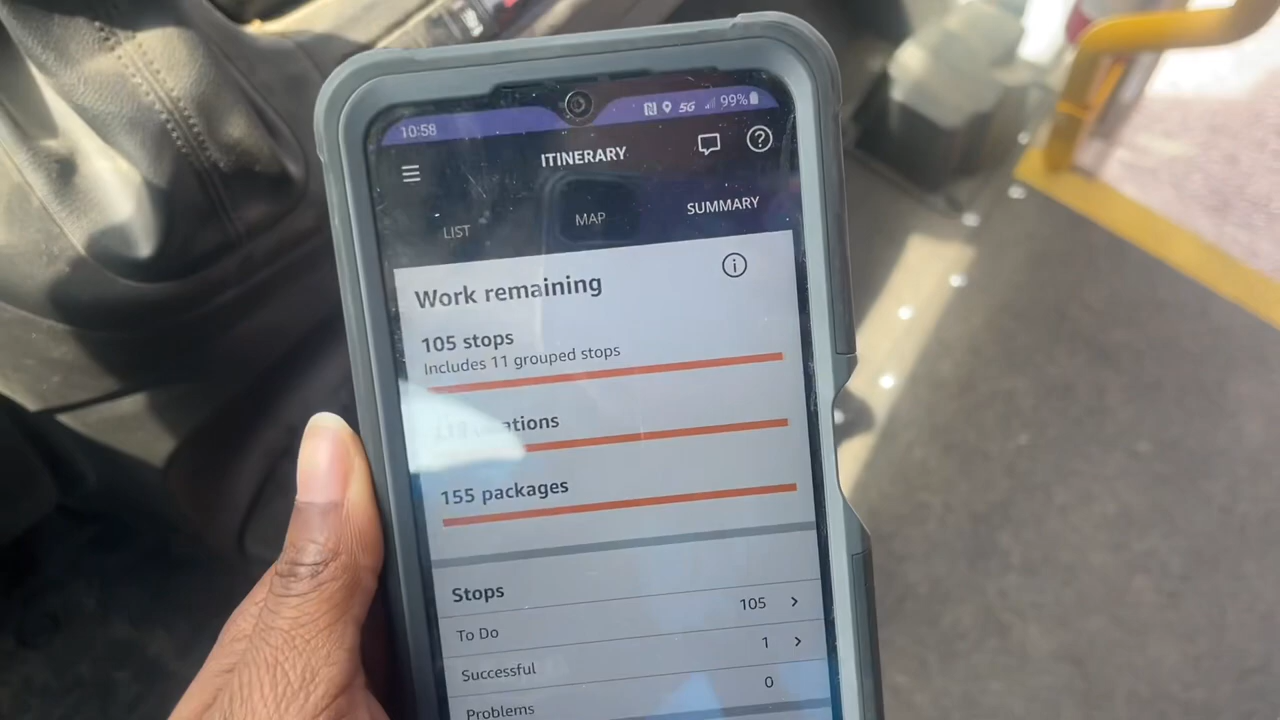 10:58
5G 99%
ITINERARY
LIST MAP SUMMARY
Work remaining
105 stops
Includes 11 grouped stops
155 packages
Stops
To Do 105
Successful 1
Problems 0